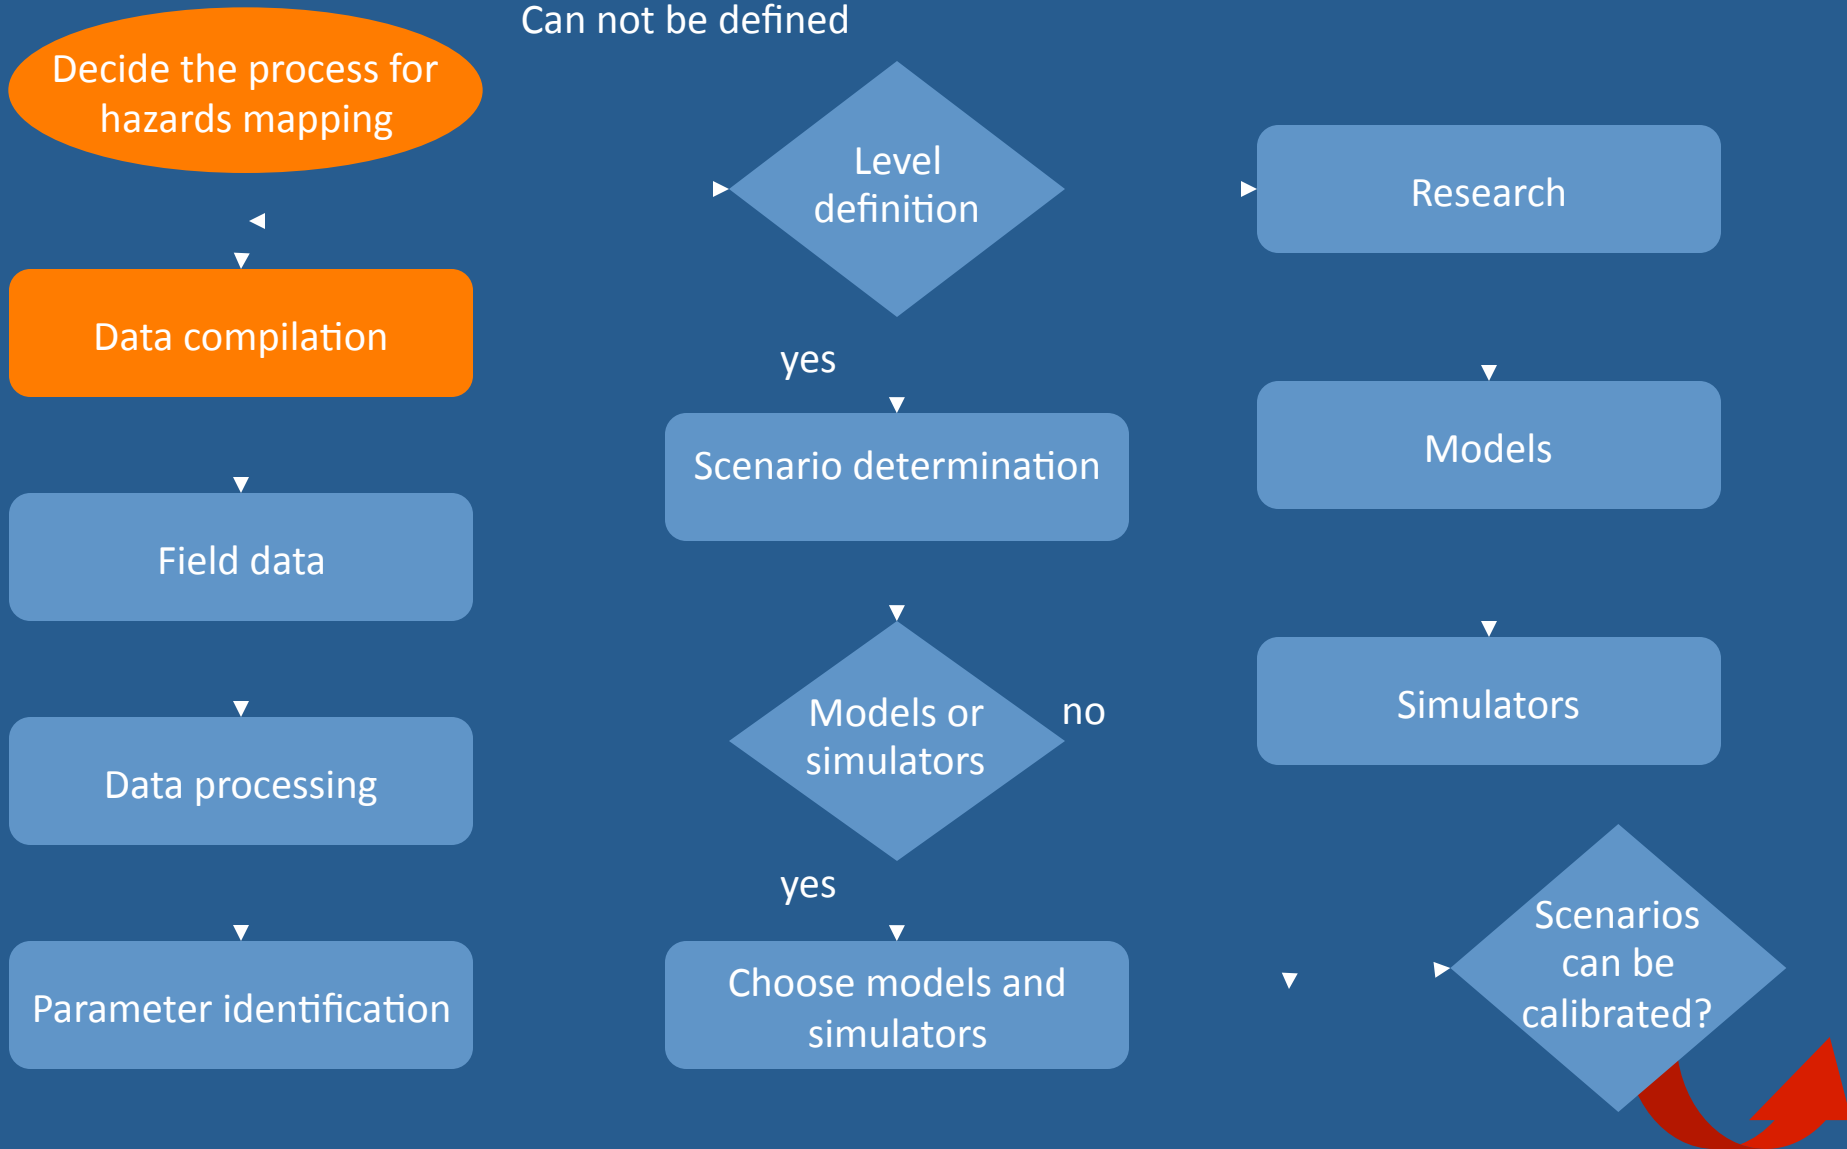 Can not be defined
Decide the process for
hazards mapping
Data compilation
Field data
Data processing
Parameter identification
Level
definition
yes
Scenario determination
Models or
simulators
no
yes
Choose models and
simulators
Research
Models
Simulators
Scenarios
can be
calibrated?